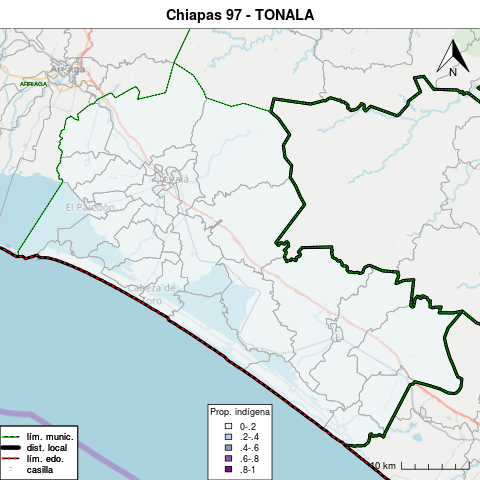 Chiapas 97 - TONALA
N
Arriaga
ARRIAGA
Tonalá
El Paredón
Cabeza de
Toro
Prop. indígena
0-.2
.2-.4
.4-.6
.6-.8
.8-1
lím. munic.
dist. local
lím. edo.
casilla
10 km